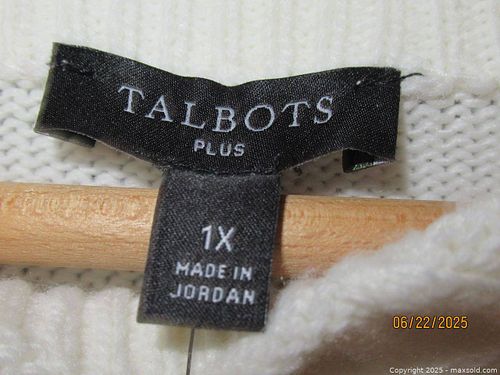 TALBOTS
PLUS
1X
MADE IN
JORDAN
06/22/2025
Copyright 2025 - maxsold.com